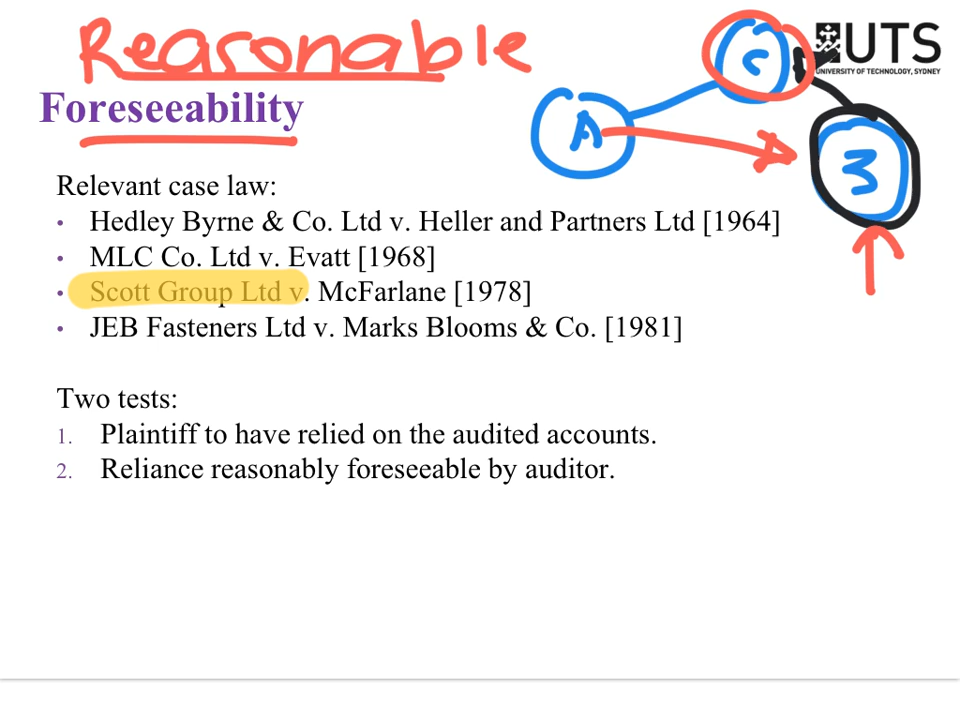 Reasonable
UTS
UNIVERSITY OF TECHNOLOGY, SYDNEY
C
A
3
Foreseeability
Relevant case law:
• Hedley Byrne & Co. Ltd v. Heller and Partners Ltd [1964]
• MLC Co. Ltd v. Evatt [1968]
• Scott Group Ltd v. McFarlane [1978]
• JEB Fasteners Ltd v. Marks Blooms & Co. [1981]
Two tests:
1. Plaintiff to have relied on the audited accounts.
2. Reliance reasonably foreseeable by auditor.